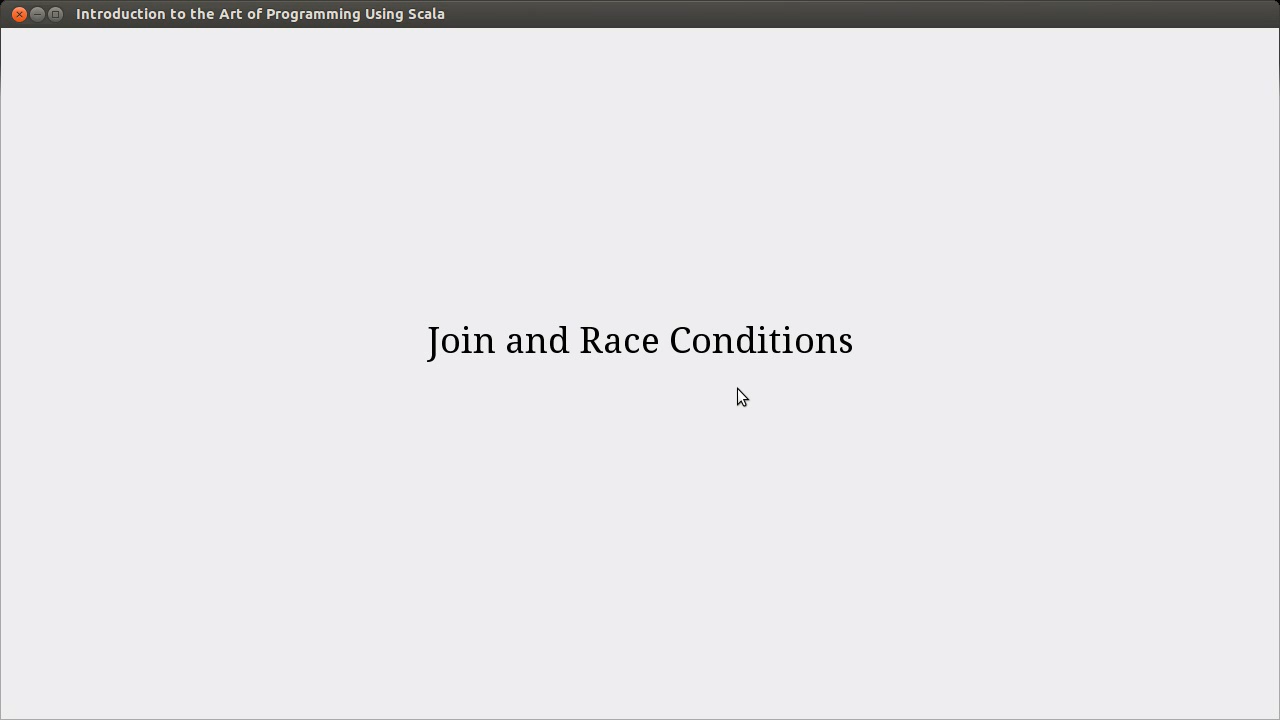 Introduction to the Art of Programming Using Scala
Join and Race Conditions